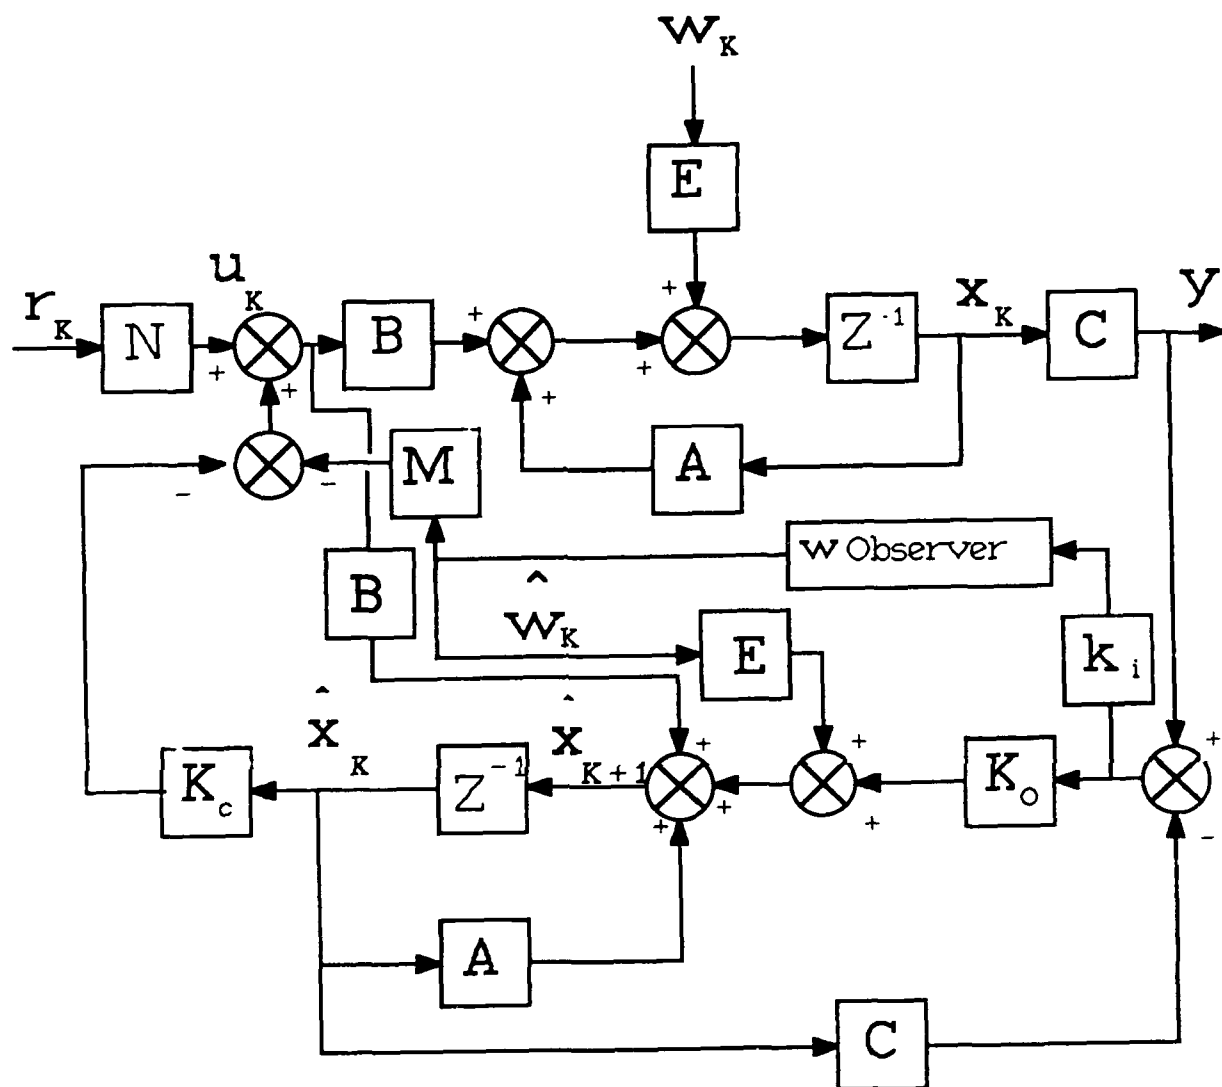 w K
E
r K
N
u K
B
+
+
+
+
+
+
Z -1
x K
C
y
A
M
-
-
w Observer
B
ŵ K
E
k i
x̂ K
x̂ K+1
K c
Z -1
+
+
+
+
+
K o
+
-
A
C